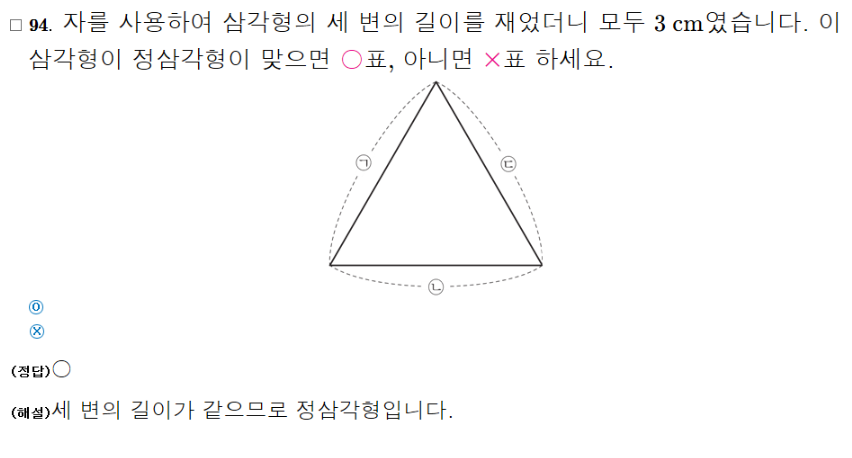 □ 94. 자를 사용하여 삼각형의 세 변의 길이를 재었더니 모두 3 cm였습니다. 이
삼각형이 정삼각형이 맞으면 ○표, 아니면 ×표 하세요.
㉠ ㉢
㉡
Ⓞ
ⓧ
(정답)○
(해설)세 변의 길이가 같으므로 정삼각형입니다.